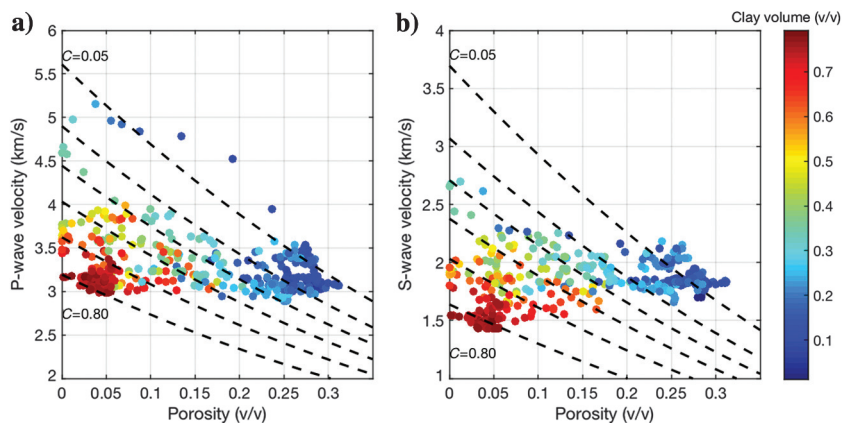 a)
P-wave velocity (km/s)
6
5.5
5
4.5
4
3.5
3
2.5
2
C=0.05
C=0.80
0 0.05 0.1 0.15 0.2 0.25 0.3
Porosity (v/v)
b)
S-wave velocity (km/s)
4
3.5
3
2.5
2
1.5
1
C=0.05
C=0.80
0 0.05 0.1 0.15 0.2 0.25 0.3
Porosity (v/v)
Clay volume (v/v)
0.7
0.6
0.5
0.4
0.3
0.2
0.1